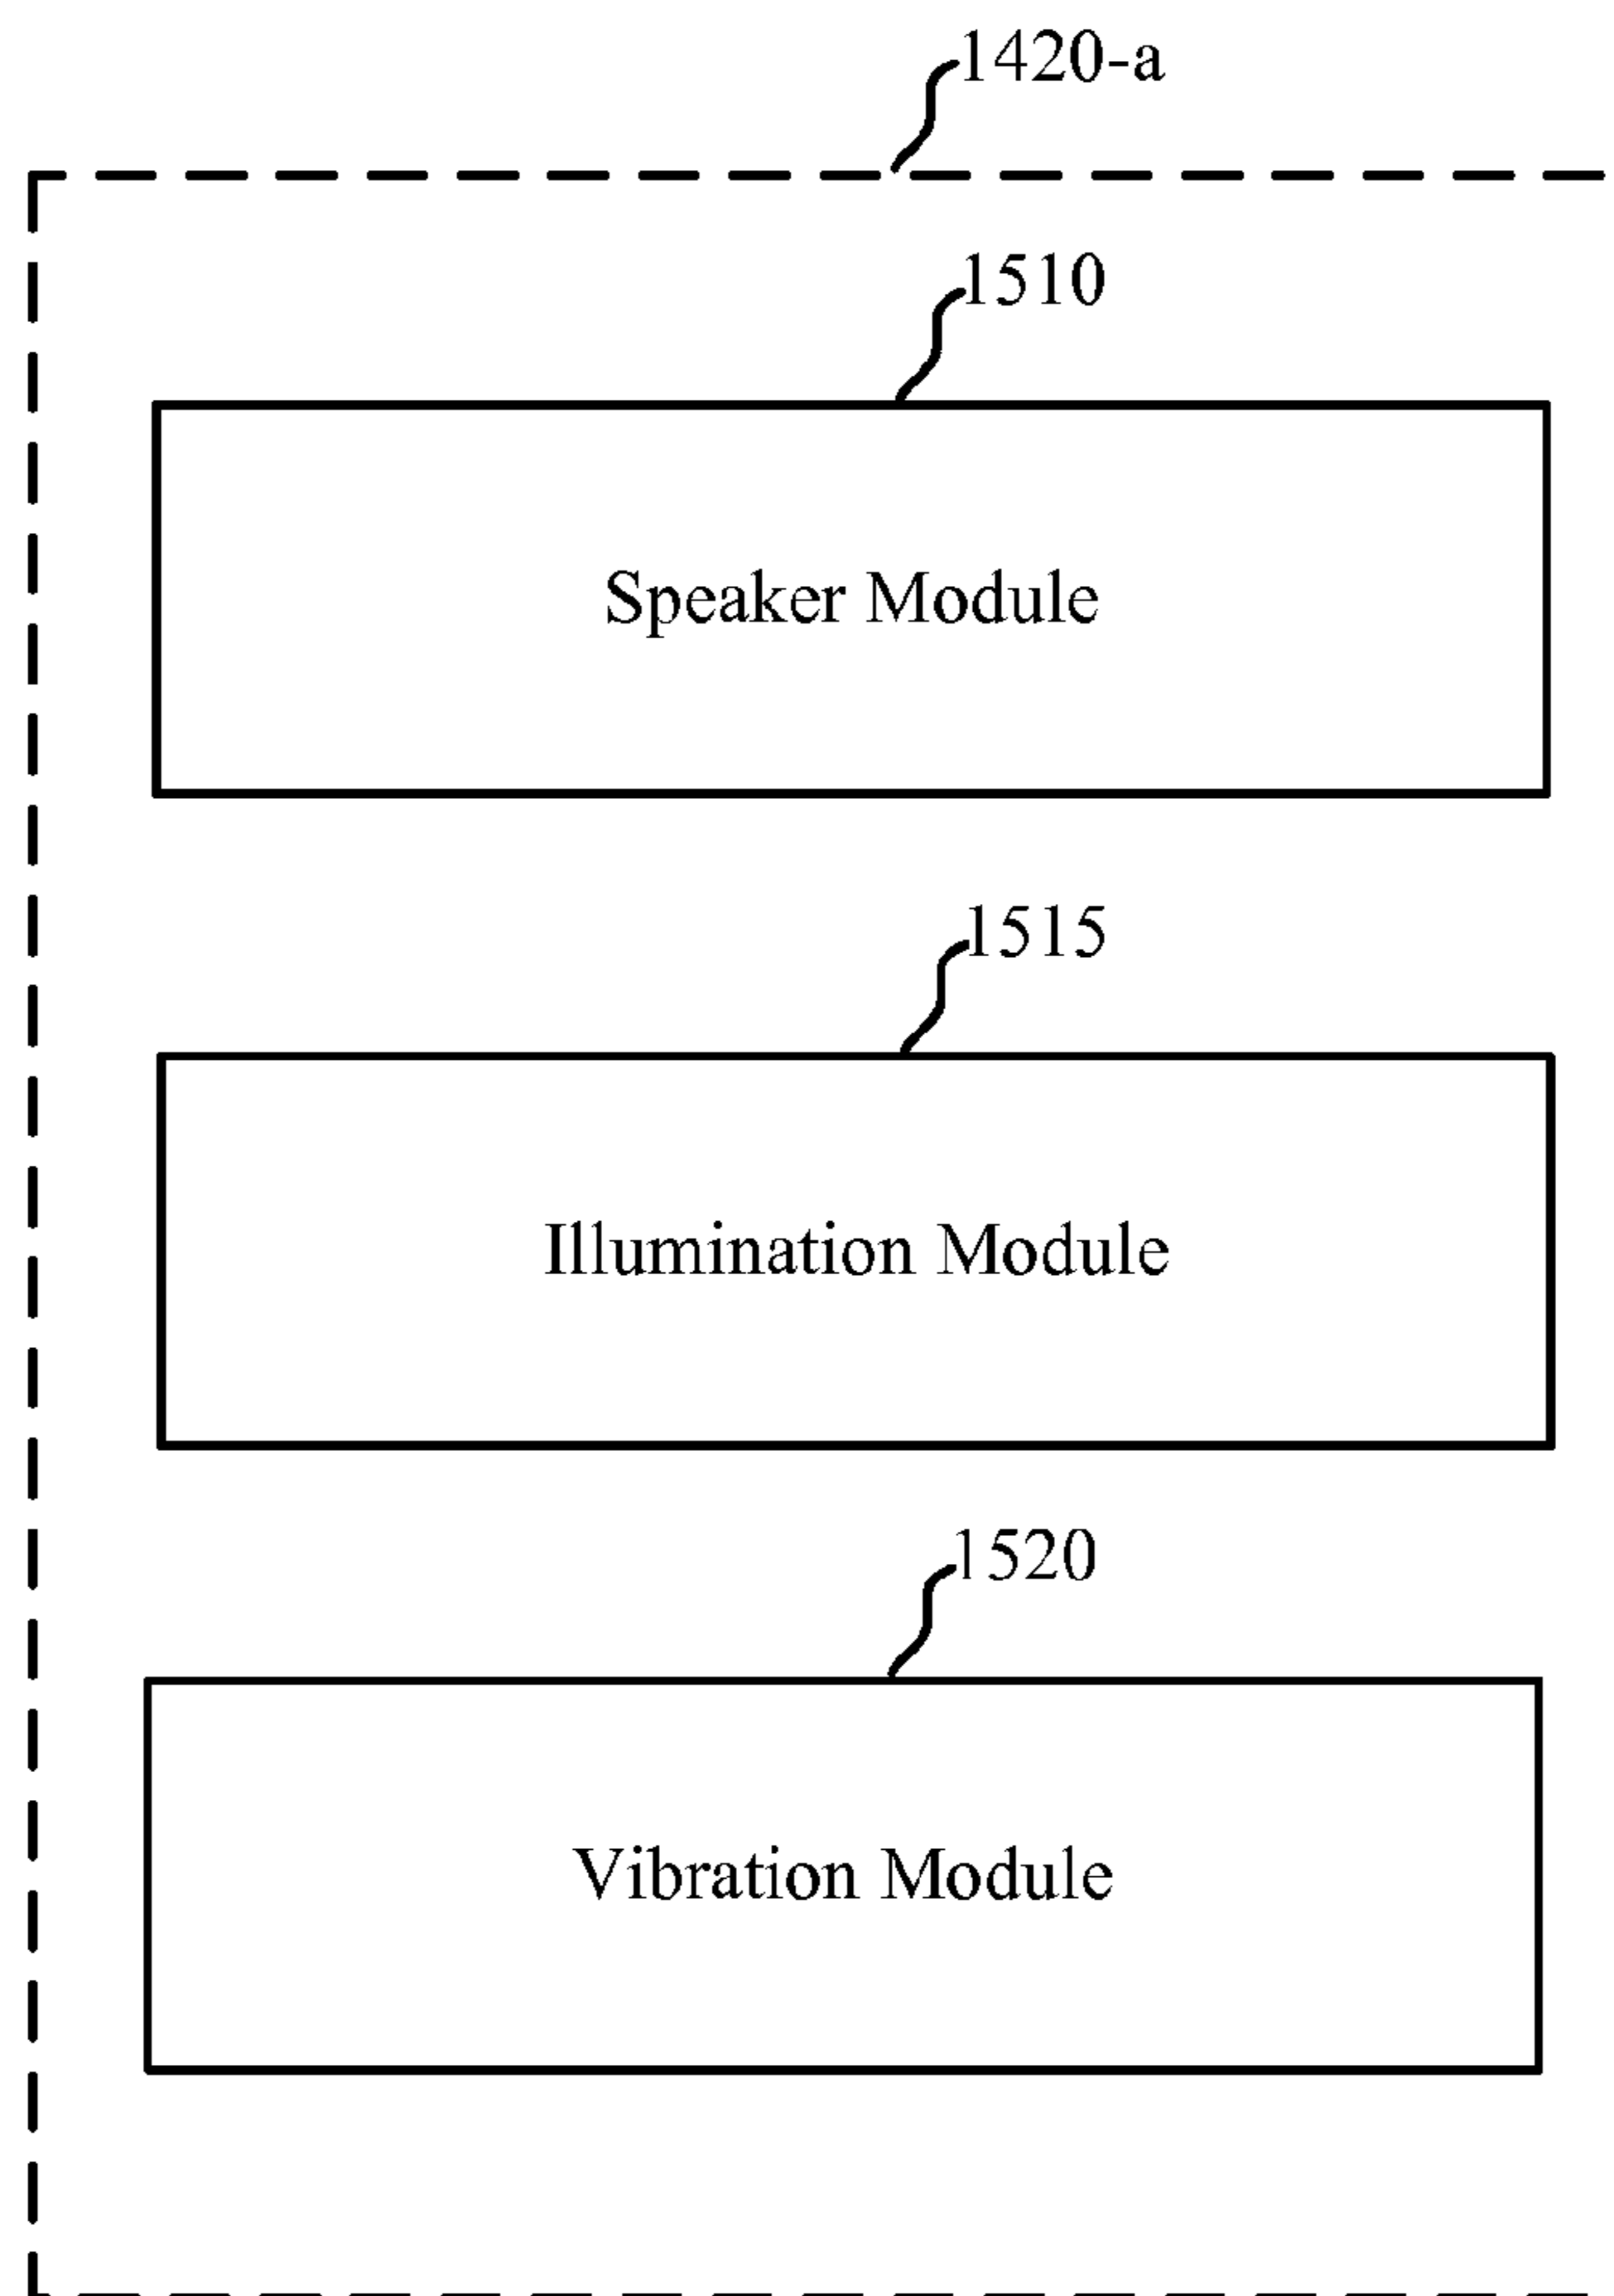 1420-a
1510
Speaker Module
1515
Illumination Module
1520
Vibration Module